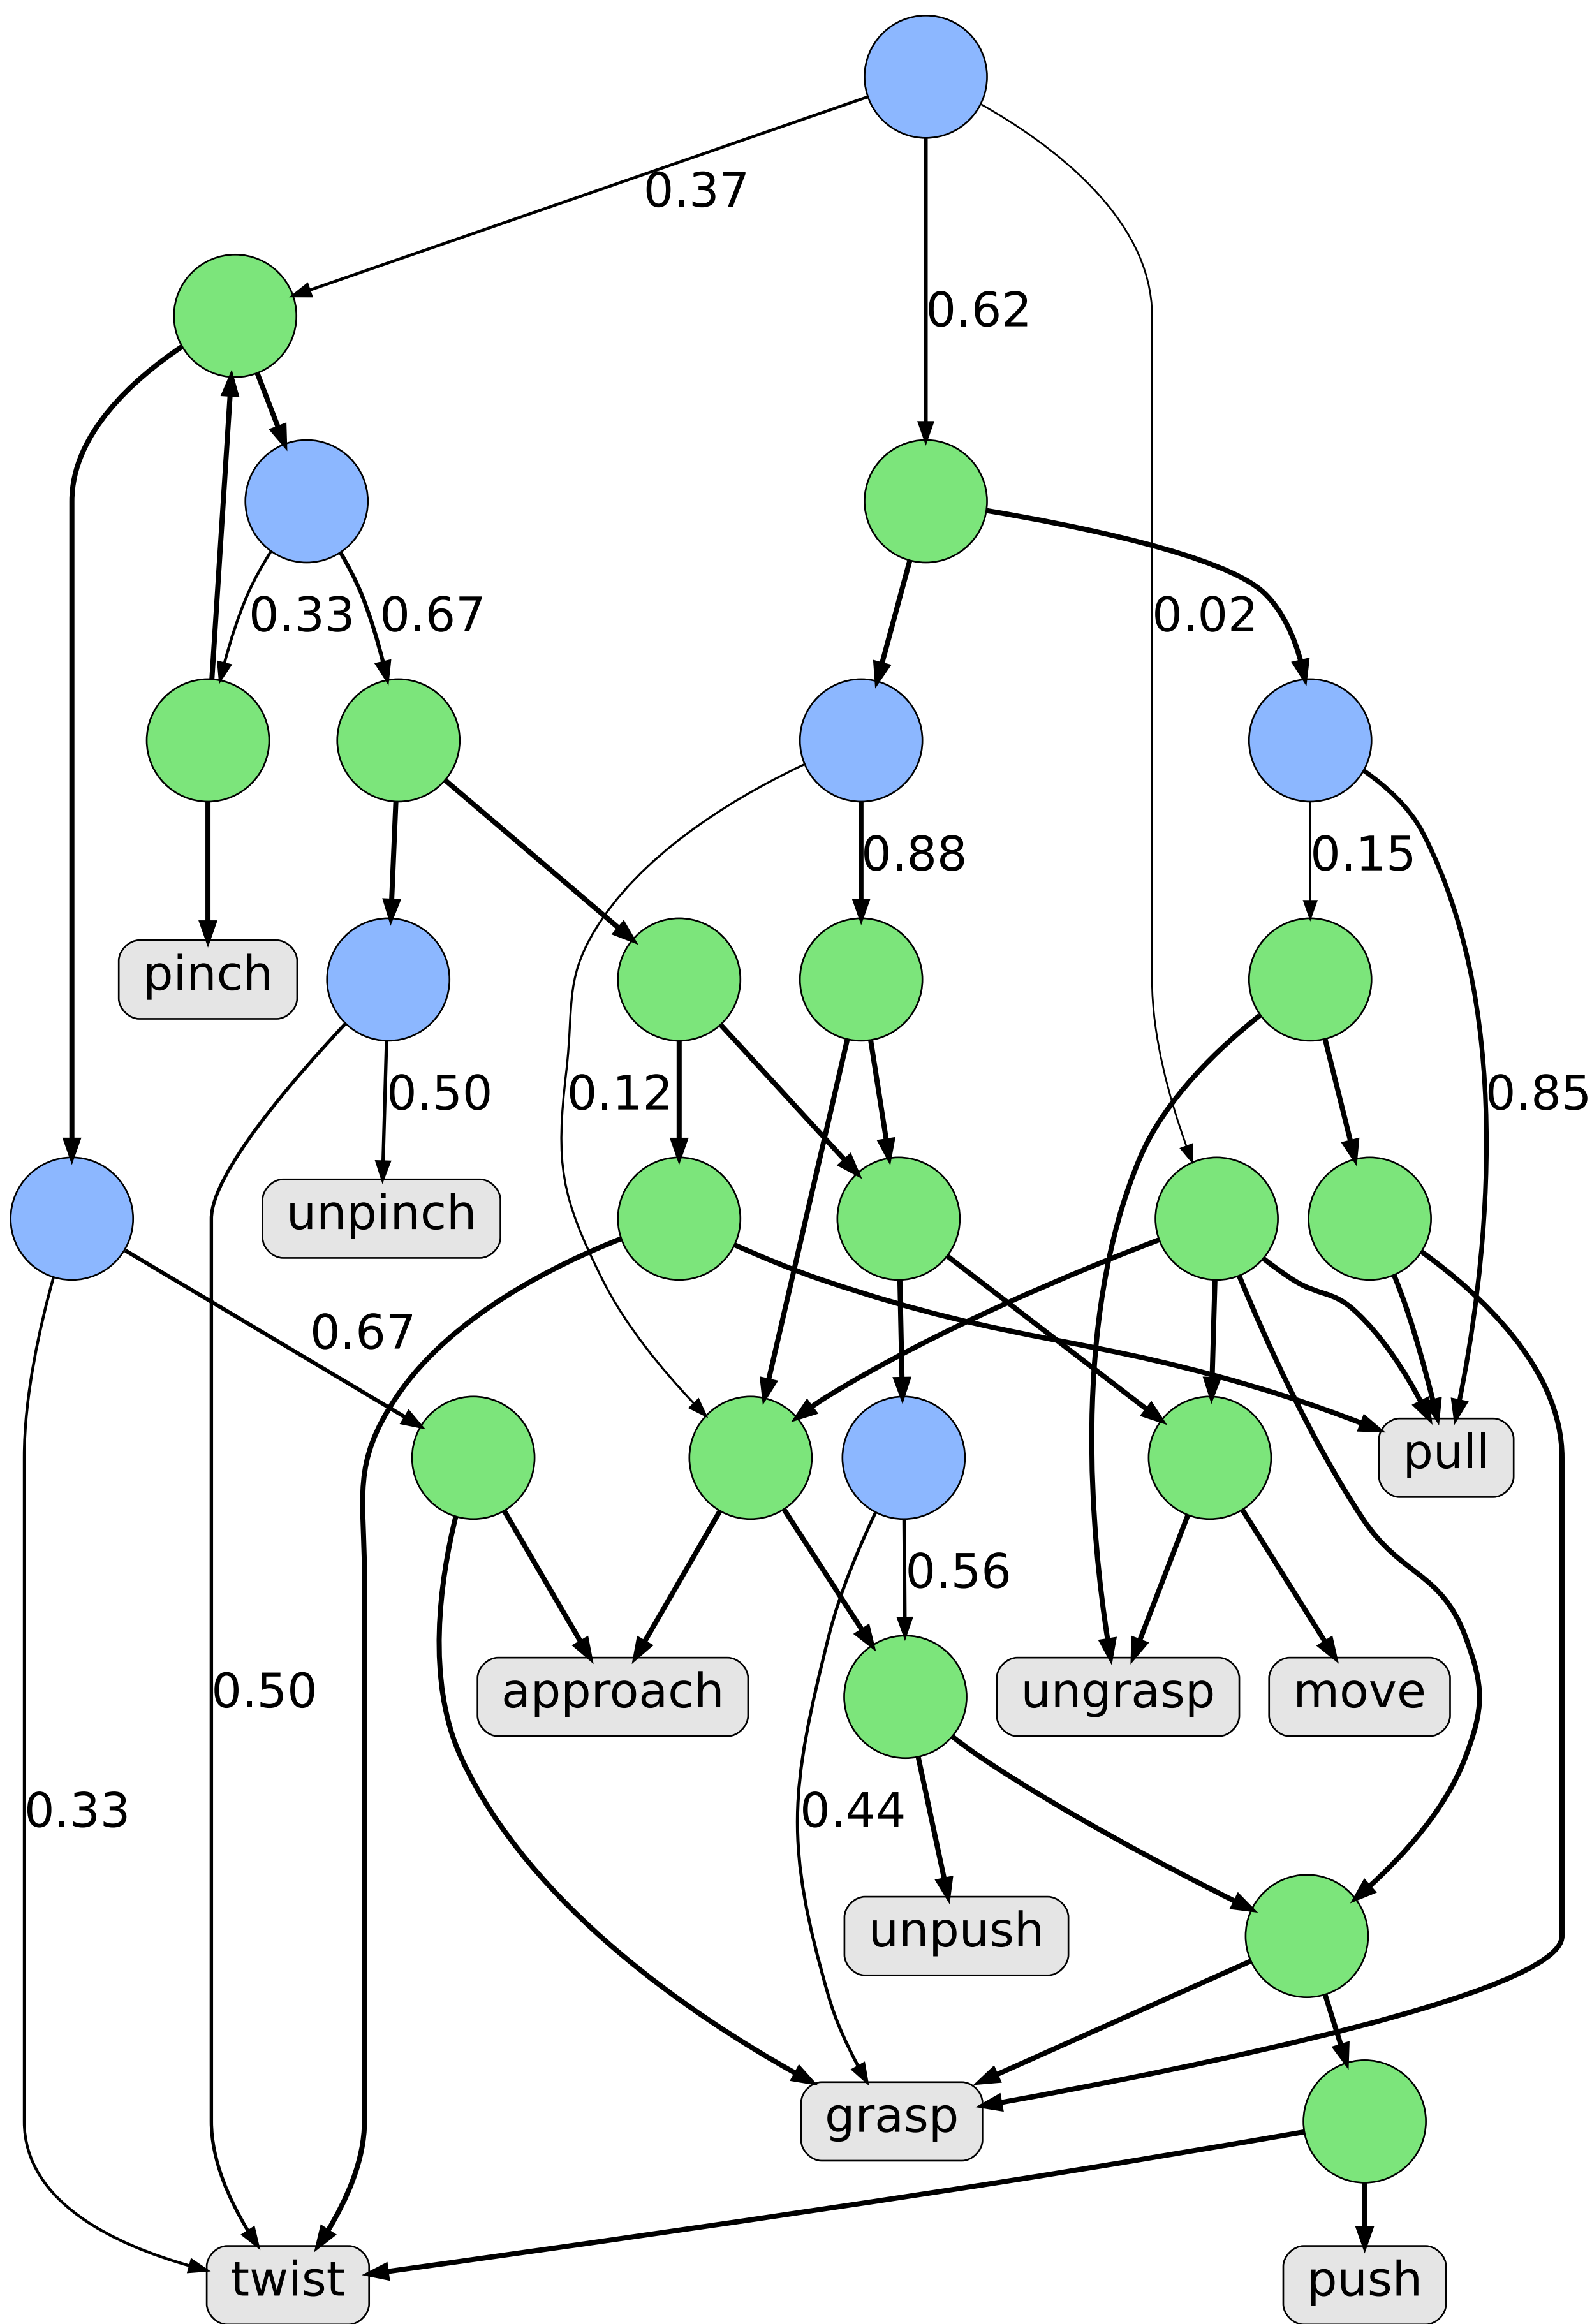 0.37
0.62
0.33
0.67
0.02
0.88
0.15
pinch
0.50
0.12
0.85
unpinch
0.67
pull
0.56
0.50
approach
ungrasp
move
0.33
0.44
unpush
grasp
twist
push